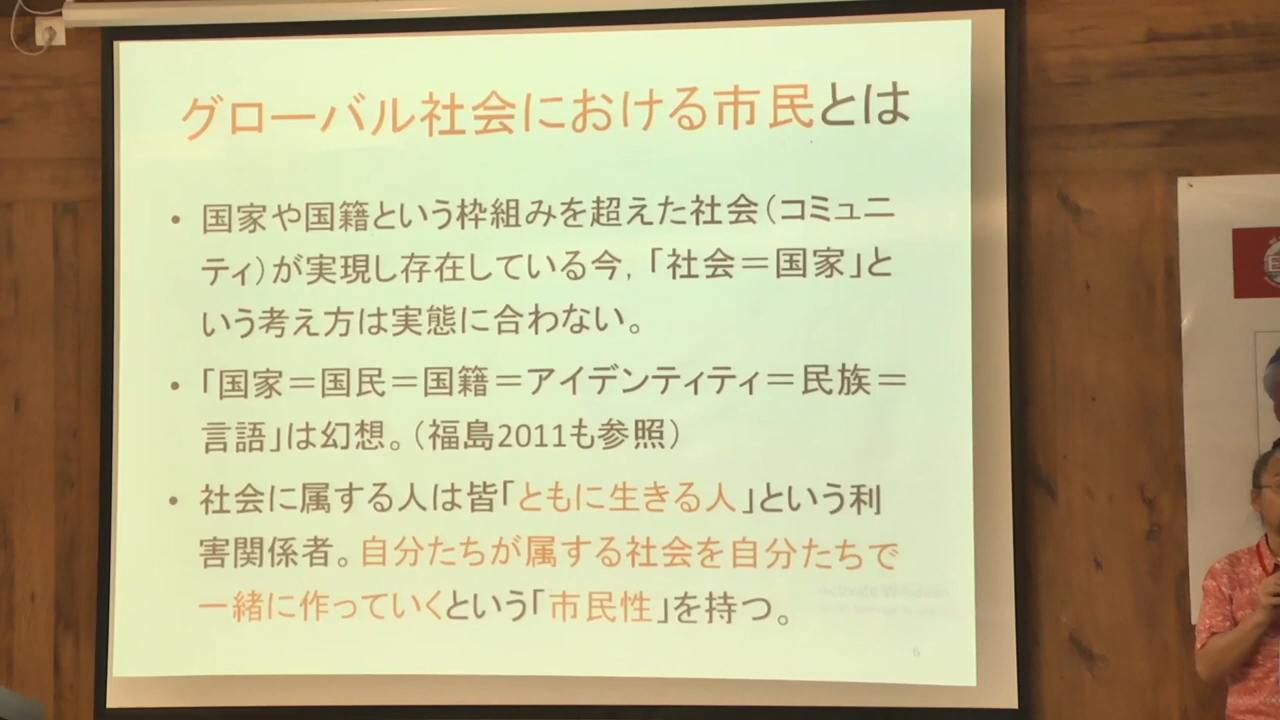 グローバル社会における市民とは
• 国家や国籍という枠組みを超えた社会（コミュニ
ティ）が実現し存在している今，「社会＝国家」と
いう考え方は実態に合わない。
• 「国家＝国民＝国籍＝アイデンティティ＝民族＝
言語」は幻想。（福島2011も参照）
• 社会に属する人は皆「ともに生きる人」という利
害関係者。自分たちが属する社会を自分たちで
一緒に作っていくという「市民性」を持つ。
Activate Windows
6